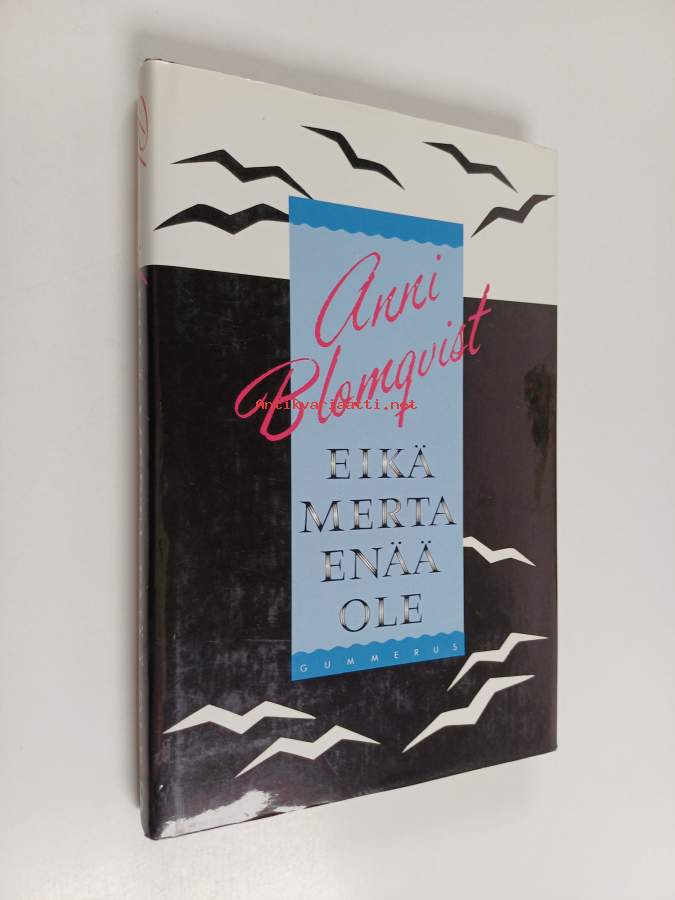 Anni
Blomqvist
Antikvariaatti.net
EIKÄ
MERTA
ENÄÄ
OLE
GUMMERUS